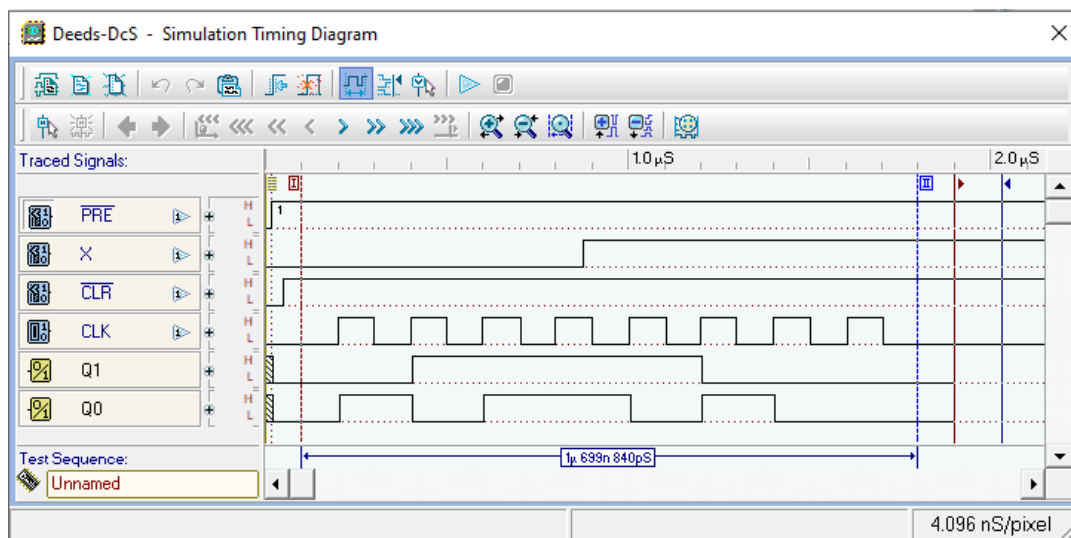 Deeds-DcS - Simulation Timing Diagram
Traced Signals:
1.0 µS
2.0 µS
I
II
PRE
H
L
1
X
H
L
CLR
H
L
CLK
H
L
Q1
H
L
Q0
H
L
Test Sequence:
Unnamed
1µ 699n 840pS
4.096 nS/pixel